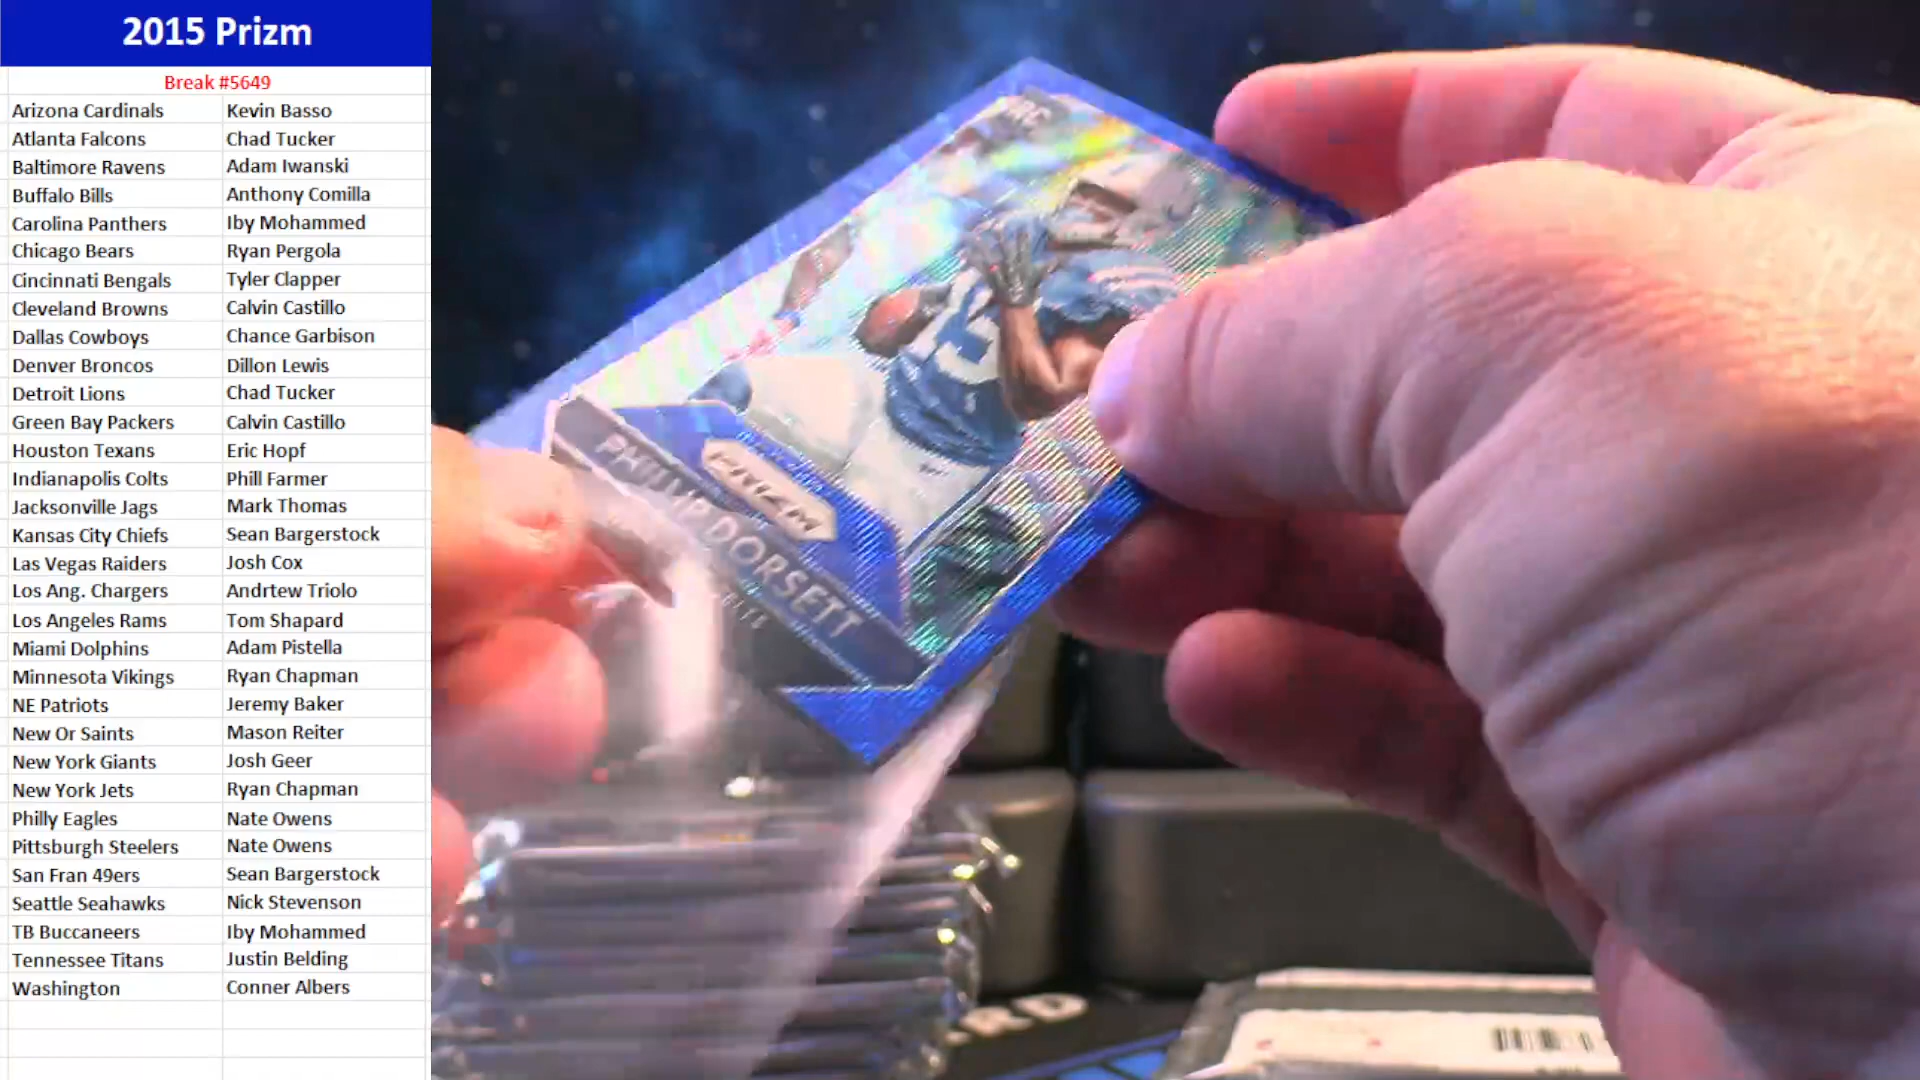 2015 Prizm
Break #5649
Arizona Cardinals Kevin Basso
Atlanta Falcons Chad Tucker
Baltimore Ravens Adam Iwanski
Buffalo Bills Anthony Comilla
Carolina Panthers Iby Mohammed
Chicago Bears Ryan Pergola
Cincinnati Bengals Tyler Clapper
Cleveland Browns Calvin Castillo
Dallas Cowboys Chance Garbison
Denver Broncos Dillon Lewis
Detroit Lions Chad Tucker
Green Bay Packers Calvin Castillo
Houston Texans Eric Hopf
Indianapolis Colts Phill Farmer
Jacksonville Jags Mark Thomas
Kansas City Chiefs Sean Bargerstock
Las Vegas Raiders Josh Cox
Los Ang. Chargers Andrtew Triolo
Los Angeles Rams Tom Shapard
Miami Dolphins Adam Pistella
Minnesota Vikings Ryan Chapman
NE Patriots Jeremy Baker
New Or Saints Mason Reiter
New York Giants Josh Geer
New York Jets Ryan Chapman
Philly Eagles Nate Owens
Pittsburgh Steelers Nate Owens
San Fran 49ers Sean Bargerstock
Seattle Seahawks Nick Stevenson
TB Buccaneers Iby Mohammed
Tennessee Titans Justin Belding
Washington Conner Albers
RC
PRIZM
PHILLIP DORSETT